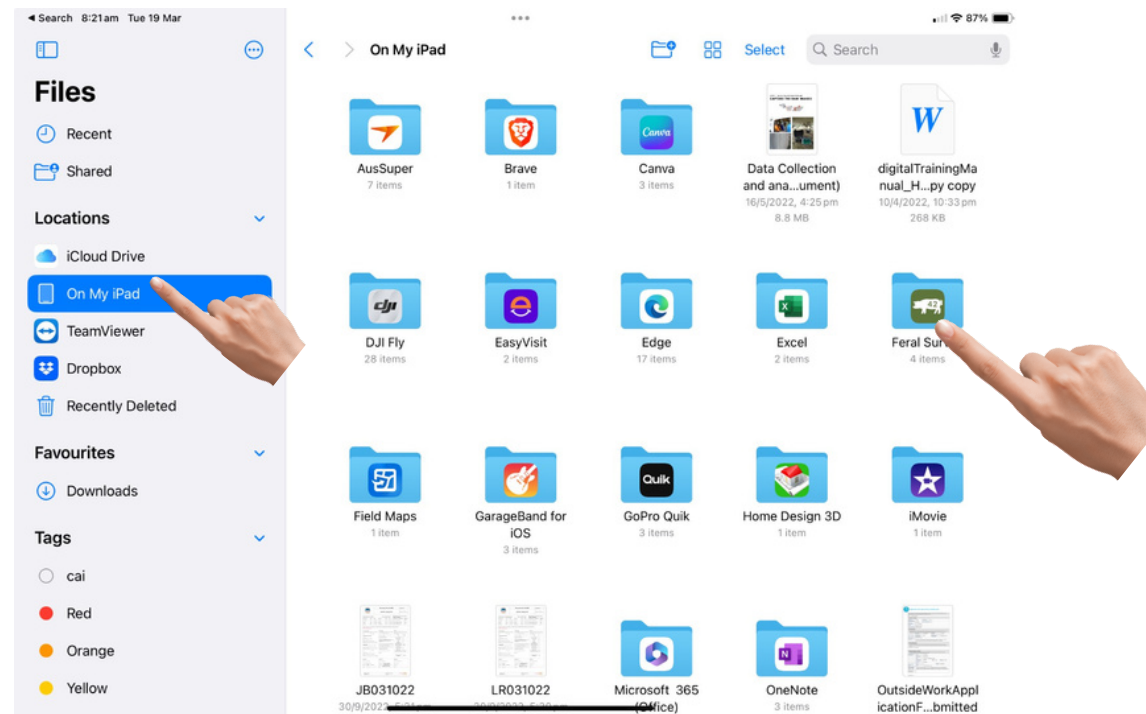 Search 8:21 am Tue 19 Mar
87%
Files
Recent
Shared
Locations
iCloud Drive
On My iPad
TeamViewer
Dropbox
Recently Deleted
Favourites
Downloads
Tags
cai
Red
Orange
Yellow
On My iPad
Select
Search
AusSuper
7 items
Brave
1 item
Canva
Canva
3 items
Data Collection
and ana...ument)
16/5/2022, 4:25 pm
8.8 MB
W
digitalTrainingMa
nual_H...py copy
10/4/2022, 10:33 pm
268 KB
dji
DJI Fly
28 items
EasyVisit
2 items
Edge
17 items
Excel
2 items
42
Feral
4 items
Field Maps
1 item
GarageBand for
iOS
3 items
Quik
GoPro Quik
3 items
Home Design 3D
1 item
iMovie
1 item
JB031022
30/9/2022,
LR031022
Microsoft 365
(Office)
N
OneNote
3 items
OutsideWorkAppl
icationF...bmitted